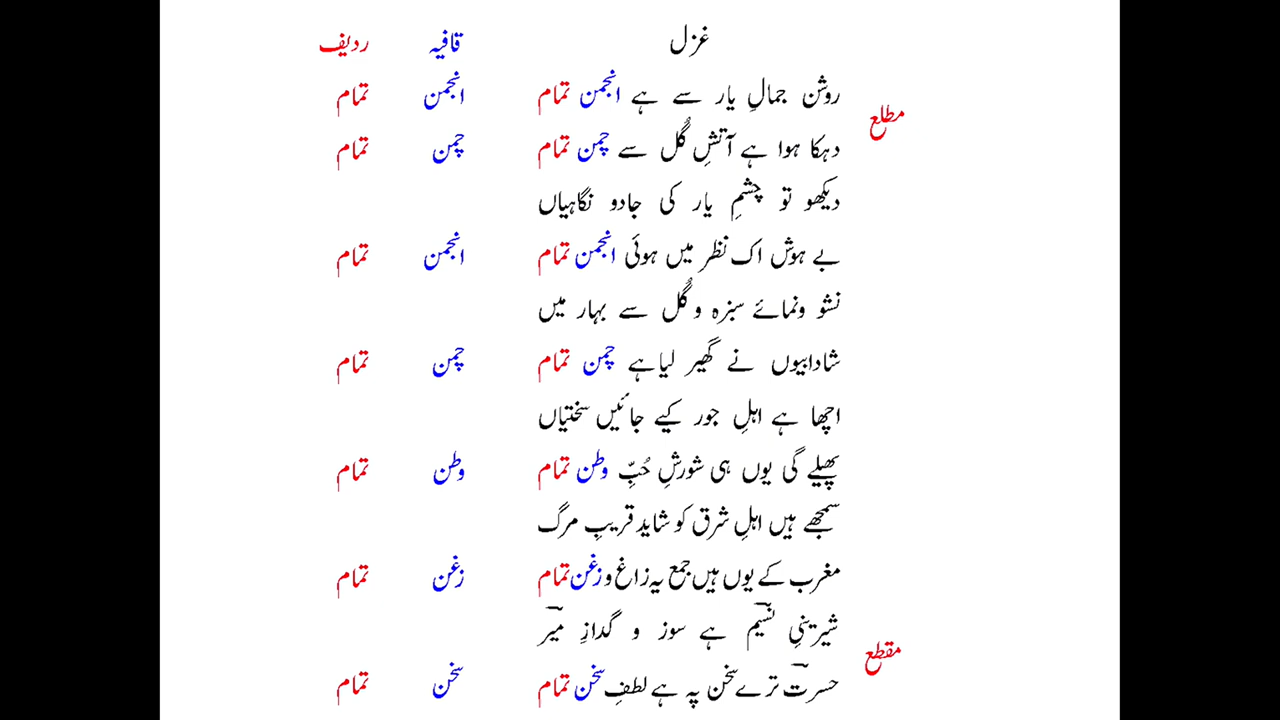 غزل قافیہ ردیف
روشن جمالِ یار سے ہے انجمن تمام انجمن تمام
مطلع
دہکا ہوا ہے آتشِ گُل سے چمن تمام چمن تمام
دیکھو تو چشمِ یار کی جادو نگاہیاں
بے ہوش اک نظر میں ہوئی انجمن تمام انجمن تمام
نشو ونمائے سبزہ و گُل سے بہار میں
شادابیوں نے گھیر لیا ہے چمن تمام چمن تمام
اچھا ہے اہلِ جور کیے جائیں سختیاں
پھیلے گی یوں ہی شورشِ حُبِّ وطن تمام وطن تمام
سمجھے ہیں اہلِ شرق کو شاید قریبِ مرگ
مغرب کے یوں ہیں جمع یہ زاغ و زغن تمام زغن تمام
شیرینیِ نسیم ہے سوز و گدازِ میر
مقطع
حسرت ترے سخن پہ ہے لطفِ سخن تمام سخن تمام